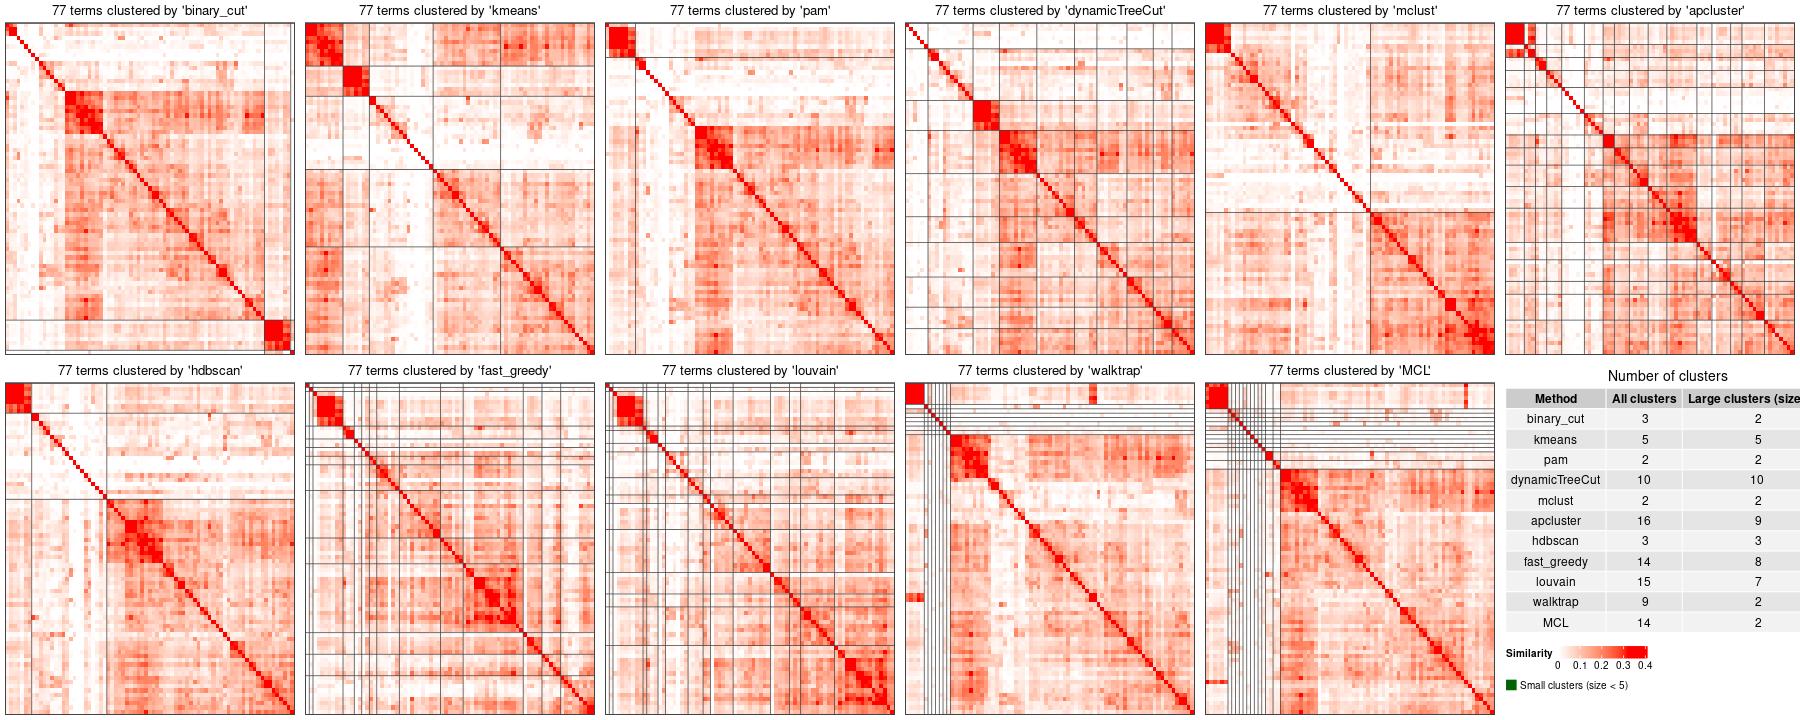 77 terms clustered by 'binary_cut'
77 terms clustered by 'kmeans'
77 terms clustered by 'pam'
77 terms clustered by 'dynamicTreeCut'
77 terms clustered by 'mclust'
77 terms clustered by 'apcluster'
77 terms clustered by 'hdbscan'
77 terms clustered by 'fast_greedy'
77 terms clustered by 'louvain'
77 terms clustered by 'walktrap'
77 terms clustered by 'MCL'
Number of clusters
Method All clusters Large clusters (size
binary_cut 3 2
kmeans 5 5
pam 2 2
dynamicTreeCut 10 10
mclust 2 2
apcluster 16 9
hdbscan 3 3
fast_greedy 14 8
louvain 15 7
walktrap 9 2
MCL 14 2
Similarity
0 0.1 0.2 0.3 0.4
Small clusters (size < 5)